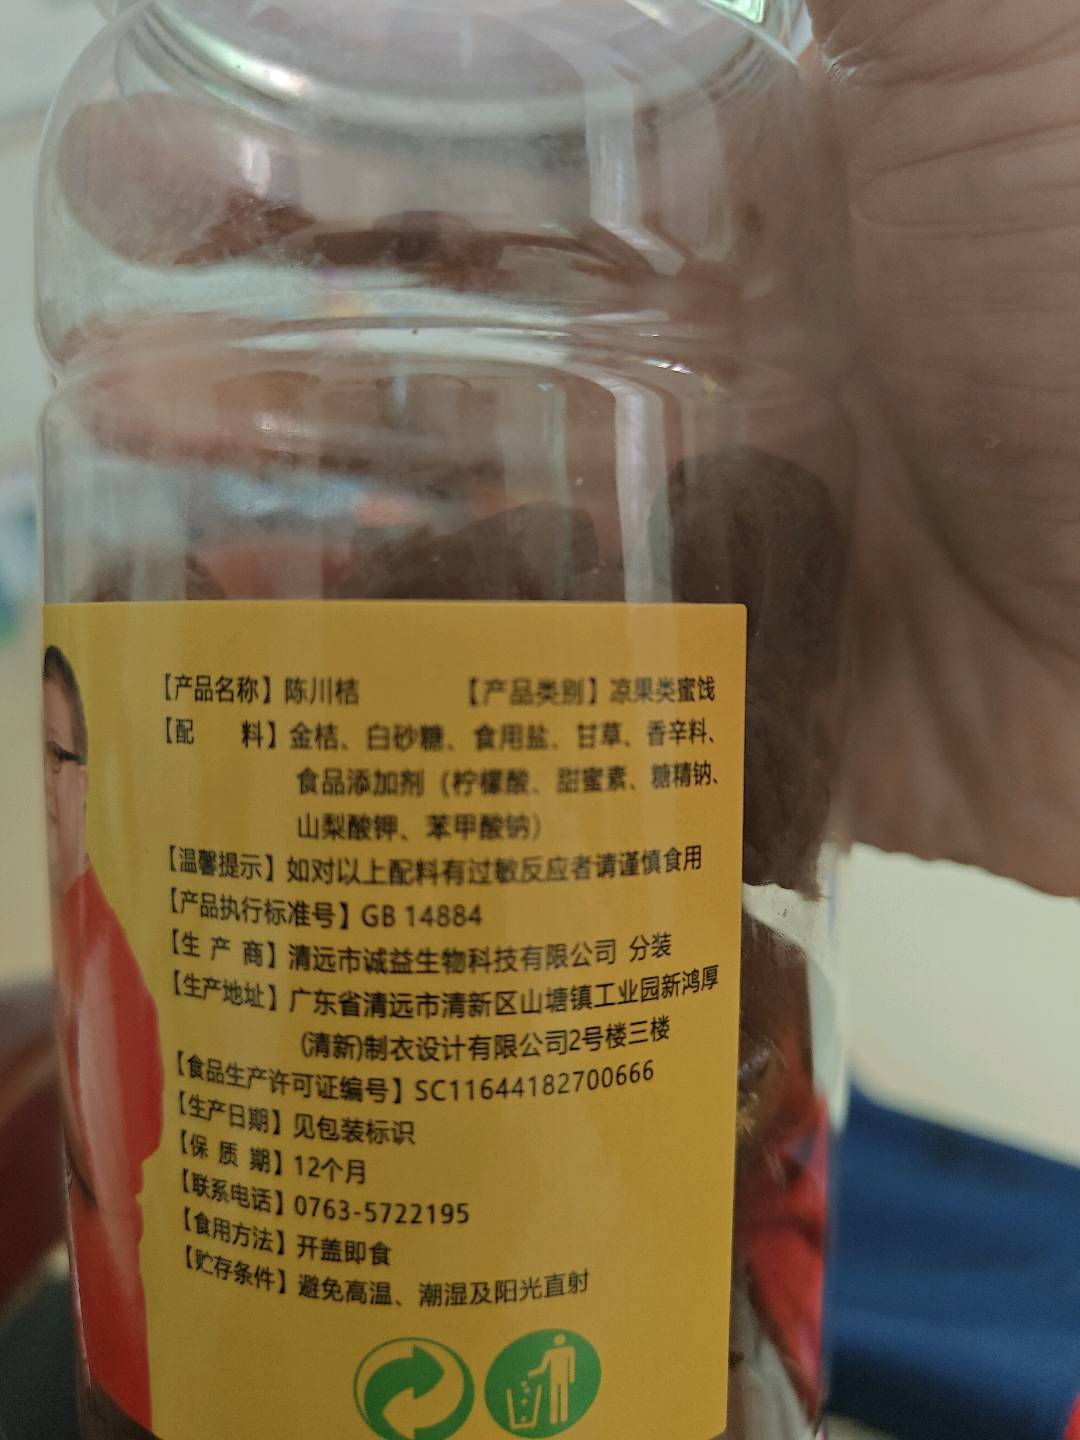 【产品名称】陈川桔 【产品类别】凉果类蜜饯
【配 料】金桔、白砂糖、食用盐、甘草、香辛料、
食品添加剂（柠檬酸、甜蜜素、糖精钠、
山梨酸钾、苯甲酸钠）
【温馨提示】如对以上配料有过敏反应者请谨慎食用
【产品执行标准号】GB 14884
【生 产 商】清远市诚益生物科技有限公司 分装
【生产地址】广东省清远市清新区山塘镇工业园新鸿厚
(清新)制衣设计有限公司2号楼三楼
【食品生产许可证编号】SC11644182700666
【生产日期】见包装标识
【保 质 期】12个月
【联系电话】0763-5722195
【食用方法】开盖即食
【贮存条件】避免高温、潮湿及阳光直射